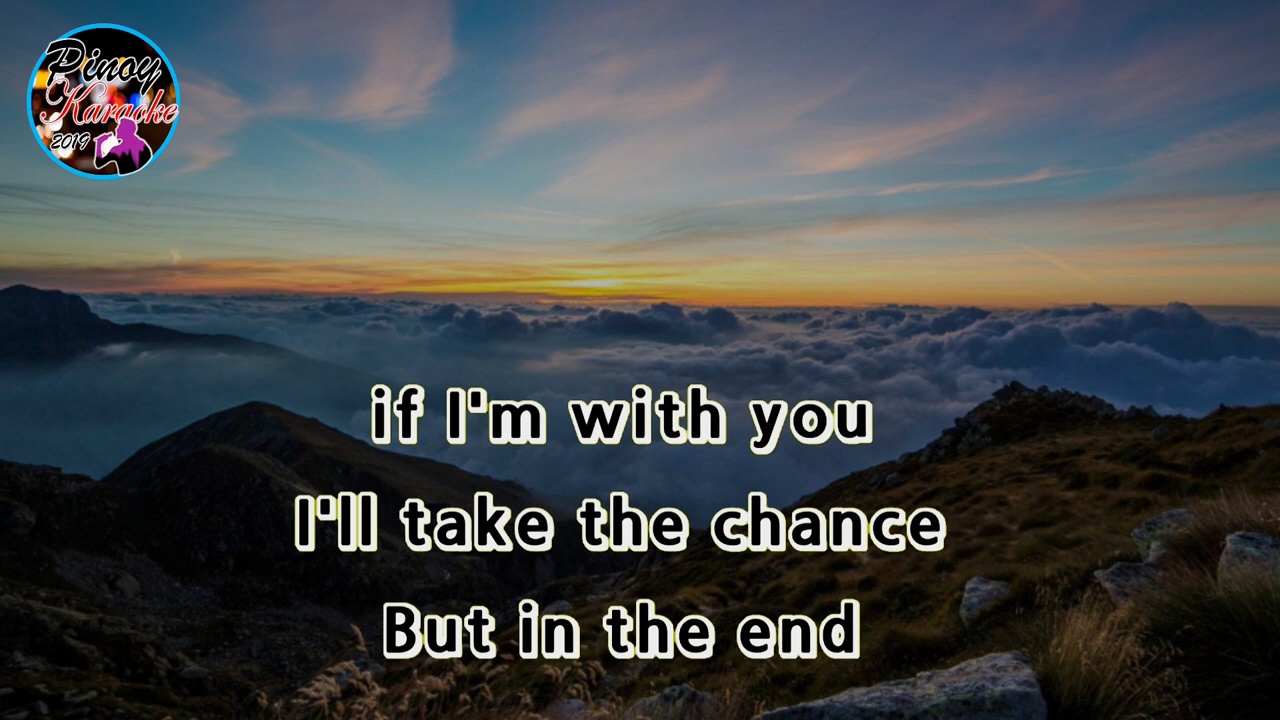 Pinoy
Karaoke
2019
if I'm with you
I'll take the chance
But in the end